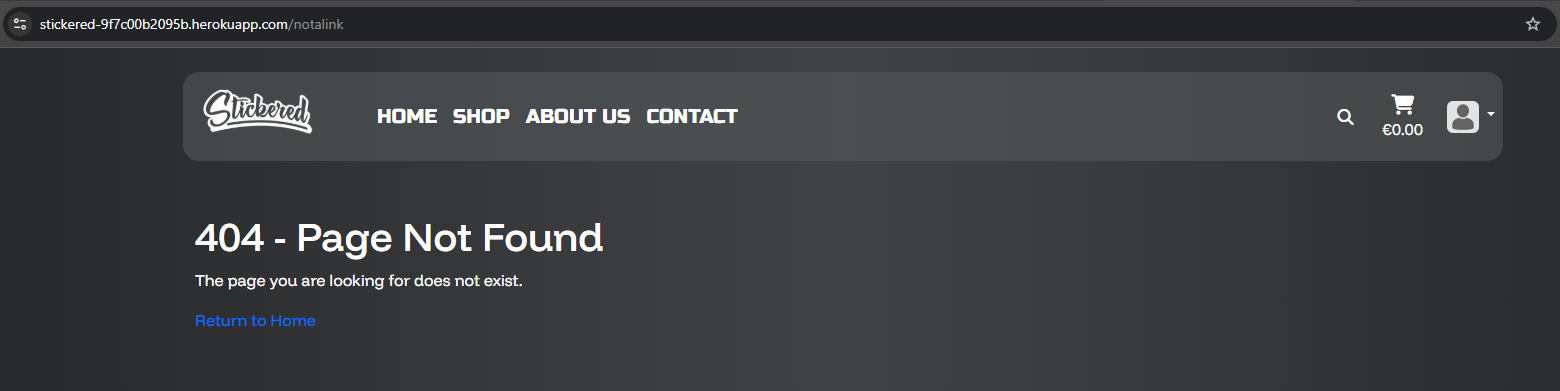 stickered-9f7c00b2095b.herokuapp.com/notalink
Stickered
HOME SHOP ABOUT US CONTACT
€0.00
404 - Page Not Found
The page you are looking for does not exist.
Return to Home